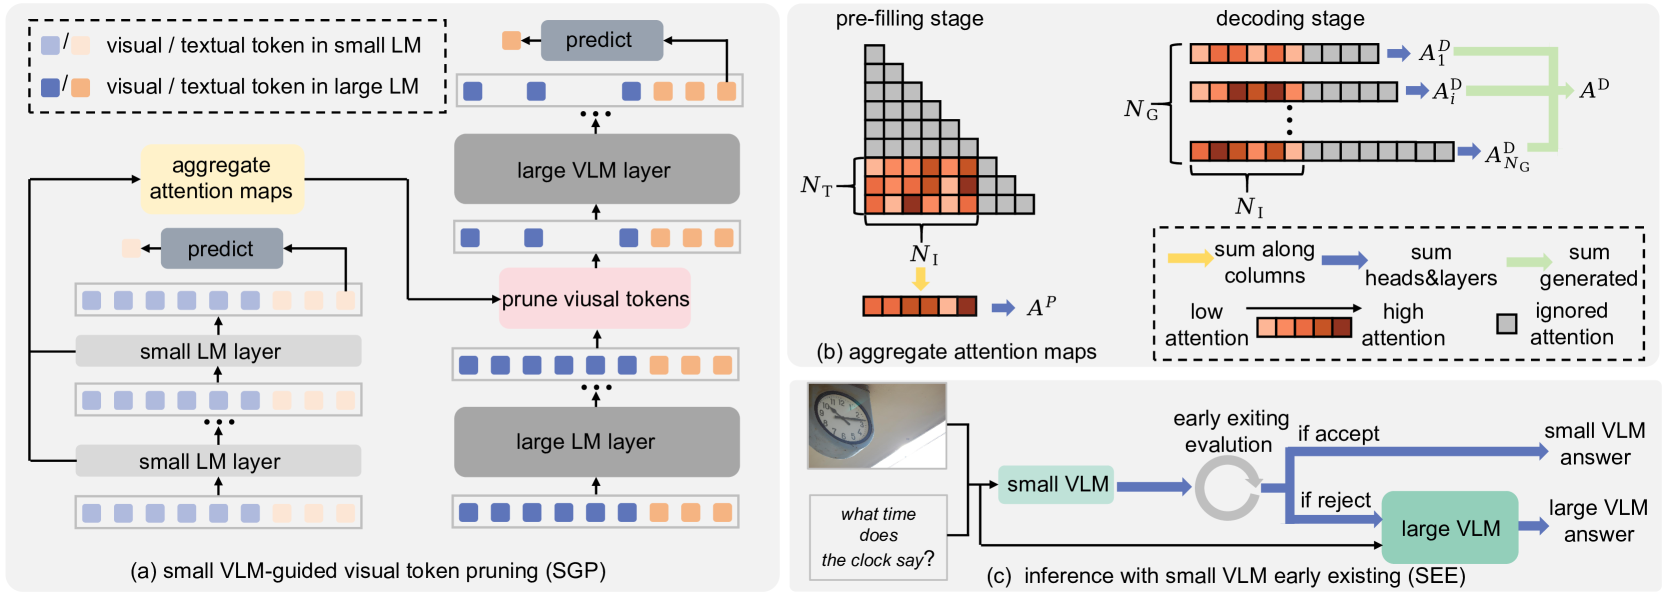 / visual / textual token in small LM
/ visual / textual token in large LM
predict
large VLM layer
aggregate
attention maps
predict
prune viusal tokens
small LM layer
large LM layer
small LM layer
(a) small VLM-guided visual token pruning (SGP)
pre-filling stage
N_T
N_I
A^P
(b) aggregate attention maps
decoding stage
N_G
A_1^D
A_i^D
A^D
A_{N_G}^D
N_I
sum along
columns
sum
heads&layers
sum
generated
low
attention
high
attention
ignored
attention
what time
does
the clock say?
small VLM
early exiting
evalution
if accept
small VLM
answer
if reject
large VLM
large VLM
answer
(c) inference with small VLM early existing (SEE)